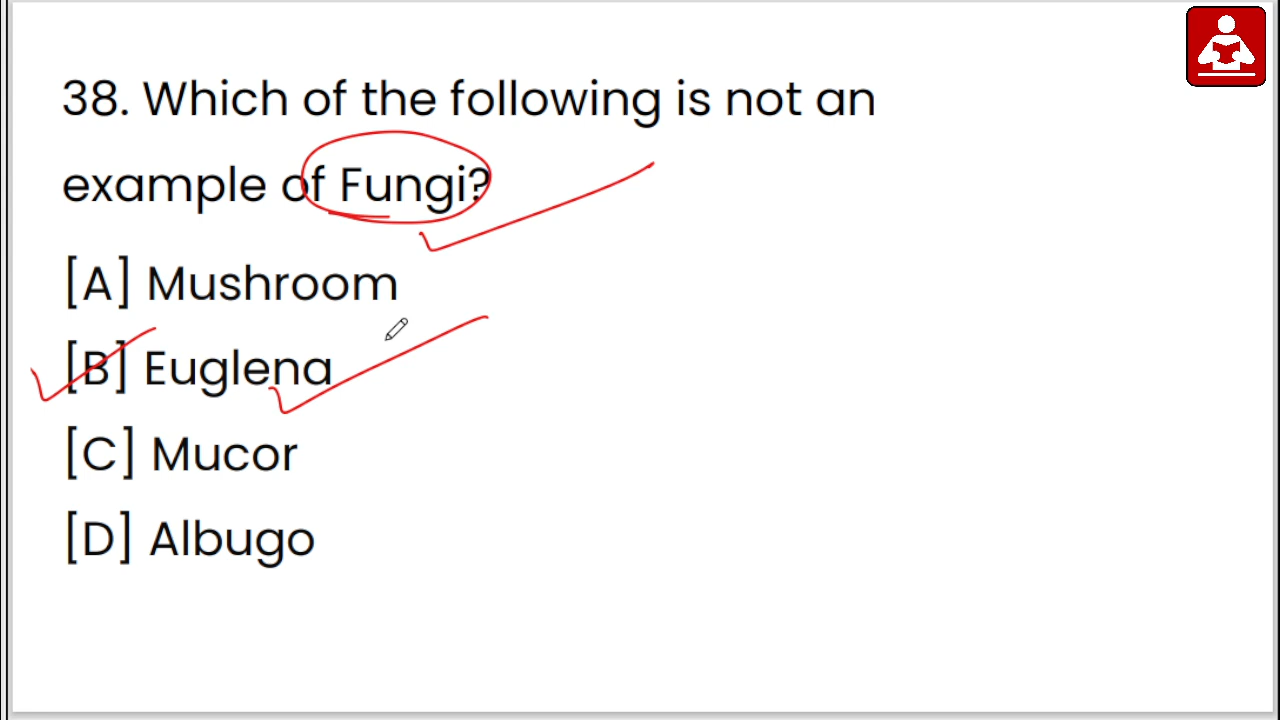 38. Which of the following is not an
example of Fungi?
[A] Mushroom
[B] Euglena
[C] Mucor
[D] Albugo